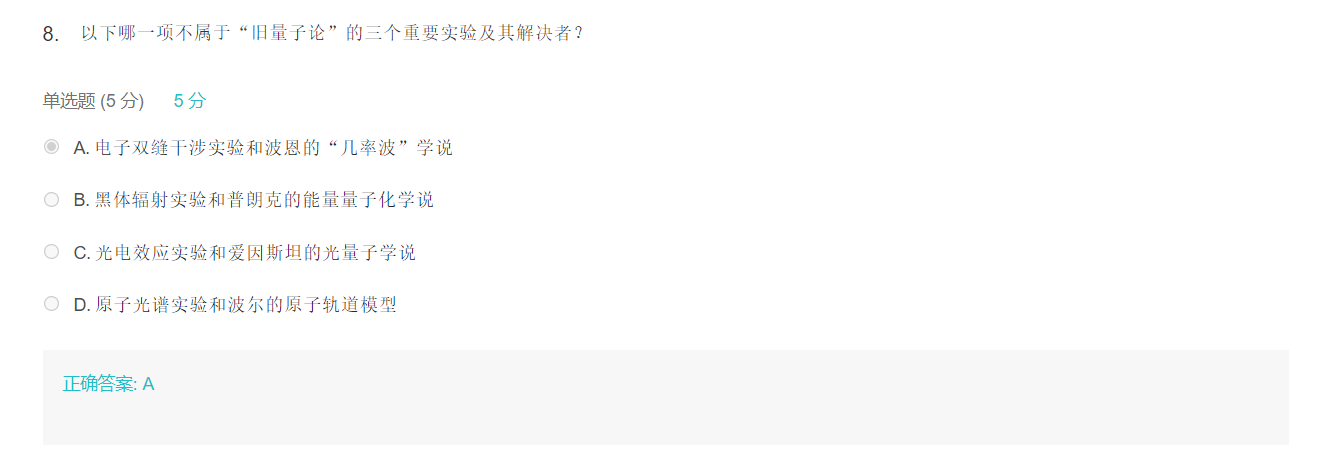 8. 以下哪一项不属于“旧量子论”的三个重要实验及其解决者？
单选题 (5 分) 5 分
A. 电子双缝干涉实验和波恩的“几率波”学说
B. 黑体辐射实验和普朗克的能量量子化学说
C. 光电效应实验和爱因斯坦的光量子学说
D. 原子光谱实验和波尔的原子轨道模型
正确答案: A